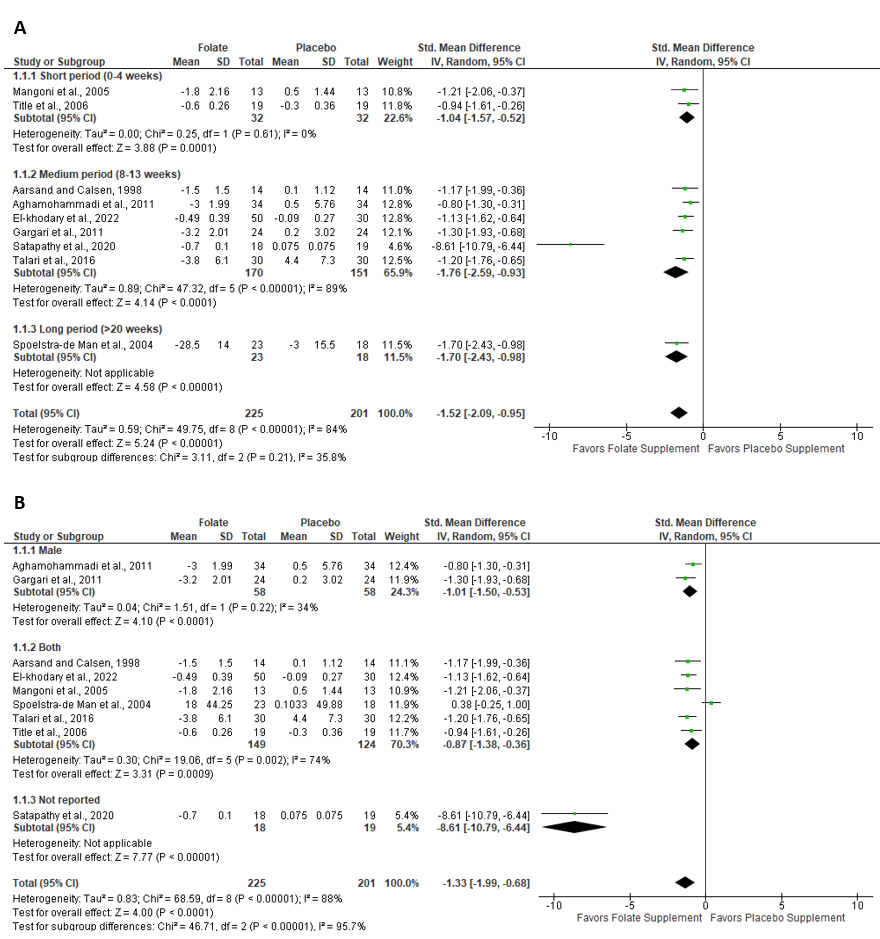 A
Folate Placebo Std. Mean Difference Std. Mean Difference
Study or Subgroup Mean SD Total Mean SD Total Weight IV, Random, 95% CI IV, Random, 95% CI
1.1.1 Short period (0-4 weeks)
Mangoni et al., 2005 -1.8 2.16 13 0.5 1.44 13 10.8% -1.21 [-2.06, -0.37]
Title et al., 2006 -0.6 0.26 19 -0.3 0.36 19 11.8% -0.94 [-1.61, -0.26]
Subtotal (95% CI) 32 32 22.6% -1.04 [-1.57, -0.52]
Heterogeneity: Tau² = 0.00; Chi² = 0.25, df = 1 (P = 0.61); I² = 0%
Test for overall effect: Z = 3.88 (P = 0.0001)
1.1.2 Medium period (8-13 weeks)
Aarsand and Calsen, 1998 -1.5 1.5 14 0.1 1.12 14 11.0% -1.17 [-1.99, -0.36]
Aghamohammadi et al., 2011 -3 1.99 34 0.5 5.76 34 12.9% -0.80 [-1.30, -0.31]
El-khodary et al., 2022 -0.49 0.39 50 -0.09 0.27 30 12.8% -1.13 [-1.62, -0.64]
Gargari et al., 2011 -3.2 2.01 24 0.2 3.02 24 12.0% -1.30 [-1.93, -0.68]
Satapathy et al., 2020 -0.7 0.1 18 0.075 0.075 19 4.6% -8.61 [-10.79, -6.44]
Talari et al., 2016 -3.8 6.1 30 4.4 7.3 30 12.5% -1.20 [-1.76, -0.65]
Subtotal (95% CI) 170 151 65.9% -1.76 [-2.59, -0.93]
Heterogeneity: Tau² = 0.89; Chi² = 47.32, df = 5 (P < 0.00001); I² = 89%
Test for overall effect: Z = 4.14 (P < 0.0001)
1.1.3 Long period (>20 weeks)
Spoelstra-de Man et al., 2004 -28.5 14 23 -3 15.5 18 11.5% -1.70 [-2.43, -0.98]
Subtotal (95% CI) 23 18 11.5% -1.70 [-2.43, -0.98]
Heterogeneity: Not applicable
Test for overall effect: Z = 4.58 (P < 0.00001)
Total (95% CI) 225 201 100.0% -1.52 [-2.09, -0.95]
Heterogeneity: Tau² = 0.59; Chi² = 49.75, df = 8 (P < 0.00001); I² = 84%
Test for overall effect: Z = 5.24 (P < 0.00001)
Test for subgroup differences: Chi² = 3.11, df = 2 (P = 0.21), I² = 35.8%
-10 -5 0 5 10
Favors Folate Supplement Favors Placebo Supplement
B
Folate Placebo Std. Mean Difference Std. Mean Difference
Study or Subgroup Mean SD Total Mean SD Total Weight IV, Random, 95% CI IV, Random, 95% CI
1.1.1 Male
Aghamohammadi et al., 2011 -3 1.99 34 0.5 5.76 34 12.4% -0.80 [-1.30, -0.31]
Gargari et al., 2011 -3.2 2.01 24 0.2 3.02 24 11.9% -1.30 [-1.93, -0.68]
Subtotal (95% CI) 58 58 24.3% -1.01 [-1.50, -0.53]
Heterogeneity: Tau² = 0.04; Chi² = 1.51, df = 1 (P = 0.22); I² = 34%
Test for overall effect: Z = 4.10 (P < 0.0001)
1.1.2 Both
Aarsand and Calsen, 1998 -1.5 1.5 14 0.1 1.12 14 11.1% -1.17 [-1.99, -0.36]
El-khodary et al., 2022 -0.49 0.39 50 -0.09 0.27 30 12.4% -1.13 [-1.62, -0.64]
Mangoni et al., 2005 -1.8 2.16 13 0.5 1.44 13 10.9% -1.21 [-2.06, -0.37]
Spoelstra-de Man et al., 2004 18 44.25 23 0.1033 49.88 18 11.9% 0.38 [-0.25, 1.00]
Talari et al., 2016 -3.8 6.1 30 4.4 7.3 30 12.2% -1.20 [-1.76, -0.65]
Title et al., 2006 -0.6 0.26 19 -0.3 0.36 19 11.7% -0.94 [-1.61, -0.26]
Subtotal (95% CI) 149 124 70.3% -0.87 [-1.38, -0.36]
Heterogeneity: Tau² = 0.30; Chi² = 19.06, df = 5 (P = 0.002); I² = 74%
Test for overall effect: Z = 3.31 (P = 0.0009)
1.1.3 Not reported
Satapathy et al., 2020 -0.7 0.1 18 0.075 0.075 19 5.4% -8.61 [-10.79, -6.44]
Subtotal (95% CI) 18 19 5.4% -8.61 [-10.79, -6.44]
Heterogeneity: Not applicable
Test for overall effect: Z = 7.77 (P < 0.00001)
Total (95% CI) 225 201 100.0% -1.33 [-1.99, -0.68]
Heterogeneity: Tau² = 0.83; Chi² = 68.59, df = 8 (P < 0.00001); I² = 88%
Test for overall effect: Z = 4.00 (P < 0.0001)
Test for subgroup differences: Chi² = 46.71, df = 2 (P < 0.00001), I² = 95.7%
-10 -5 0 5 10
Favors Folate Supplement Favors Placebo Supplement